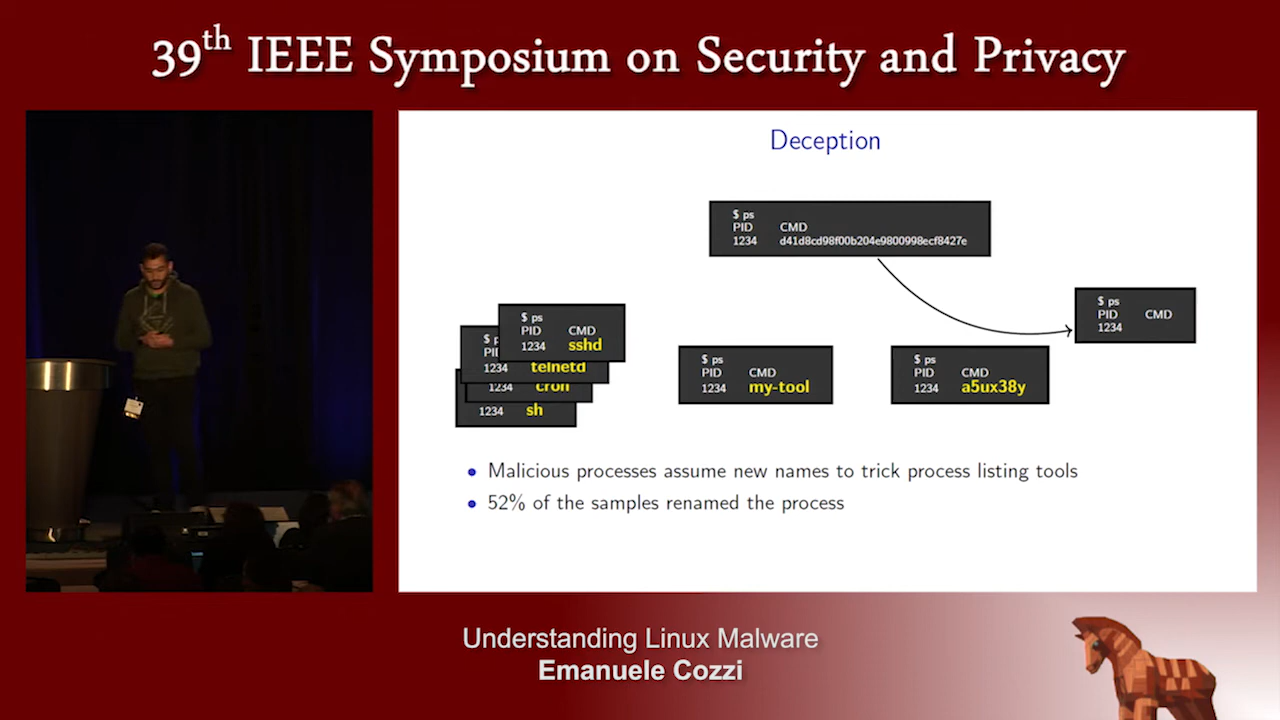 39th IEEE Symposium on Security and Privacy
Deception
$ ps
PID CMD
1234 d41d8cd98f00b204e9800998ecf8427e
$ ps
PID CMD
1234
$ ps
PID CMD
1234 sshd
1234 telnetd
1234 cron
1234 sh
$ ps
PID CMD
1234 my-tool
$ ps
PID CMD
1234 a5ux38y
• Malicious processes assume new names to trick process listing tools
• 52% of the samples renamed the process
Understanding Linux Malware
Emanuele Cozzi